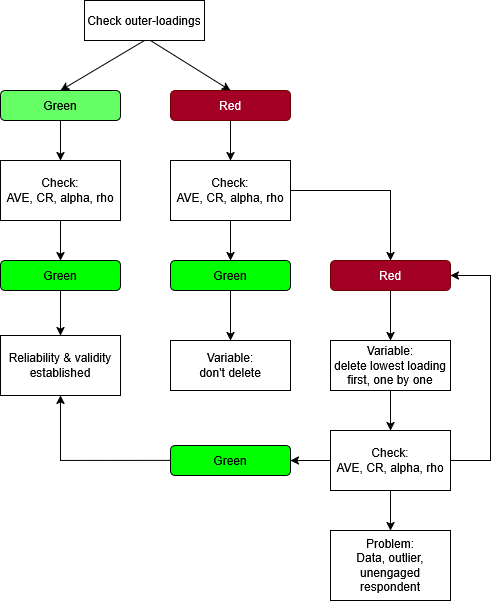 Check outer-loadings
Green
Red
Check:
AVE, CR, alpha, rho
Check:
AVE, CR, alpha, rho
Green
Green
Red
Reliability & validity
established
Variable:
don't delete
Variable:
delete lowest loading
first, one by one
Green
Check:
AVE, CR, alpha, rho
Problem:
Data, outlier,
unengaged
respondent